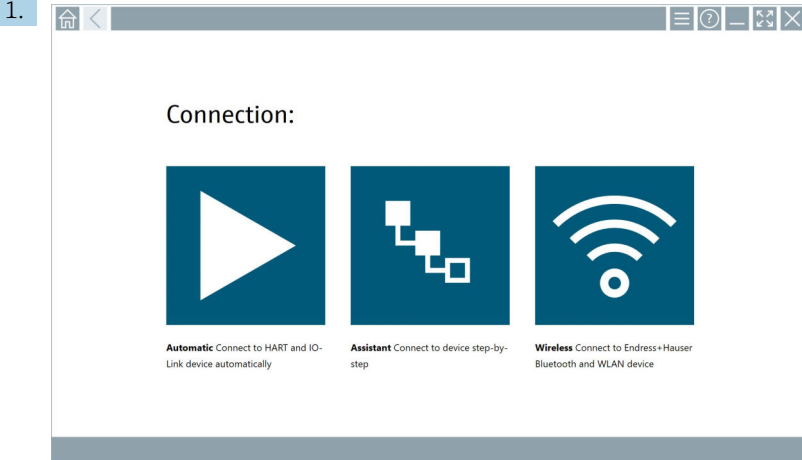 1.
Connection:
Automatic Connect to HART and IO-
Link device automatically
Assistant Connect to device step-by-
step
Wireless Connect to Endress+Hauser
Bluetooth and WLAN device